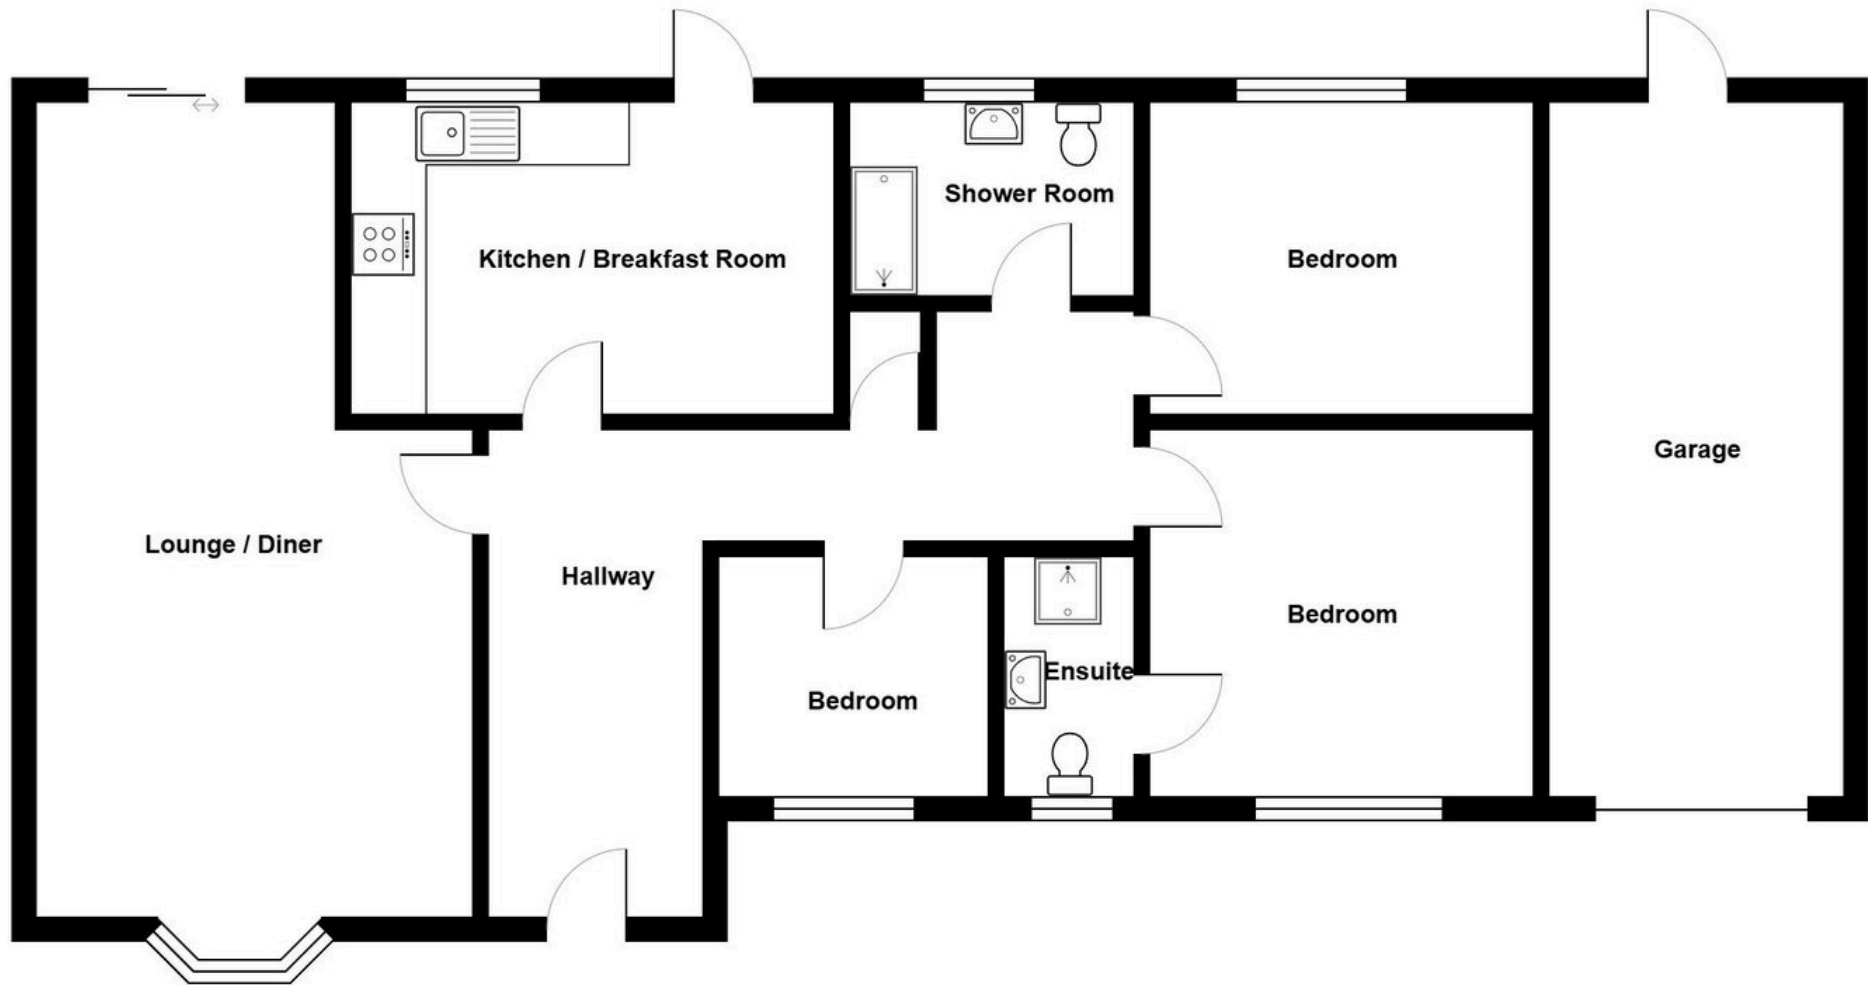 Shower Room
Kitchen / Breakfast Room
Bedroom
Garage
Lounge / Diner
Hallway
Bedroom
Ensuite
Bedroom